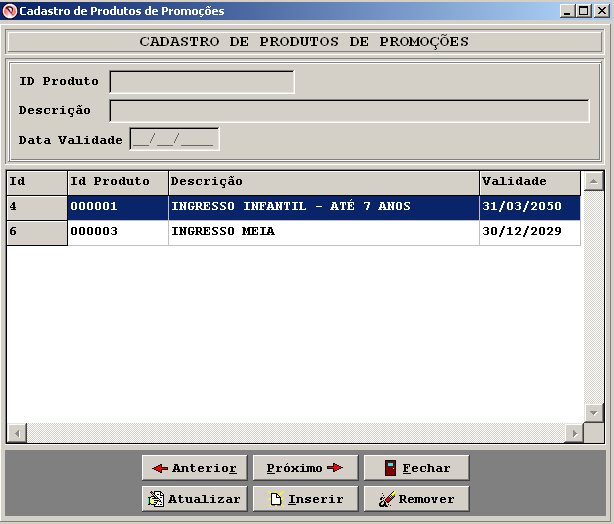 Cadastro de Produtos de Promoções
CADASTRO DE PRODUTOS DE PROMOÇÕES
ID Produto
Descrição
Data Validade __/__/____
Id Id Produto Descrição Validade
4 000001 INGRESSO INFANTIL - ATÉ 7 ANOS 31/03/2050
6 000003 INGRESSO MEIA 30/12/2029
Anterior Próximo Fechar
Atualizar Inserir Remover